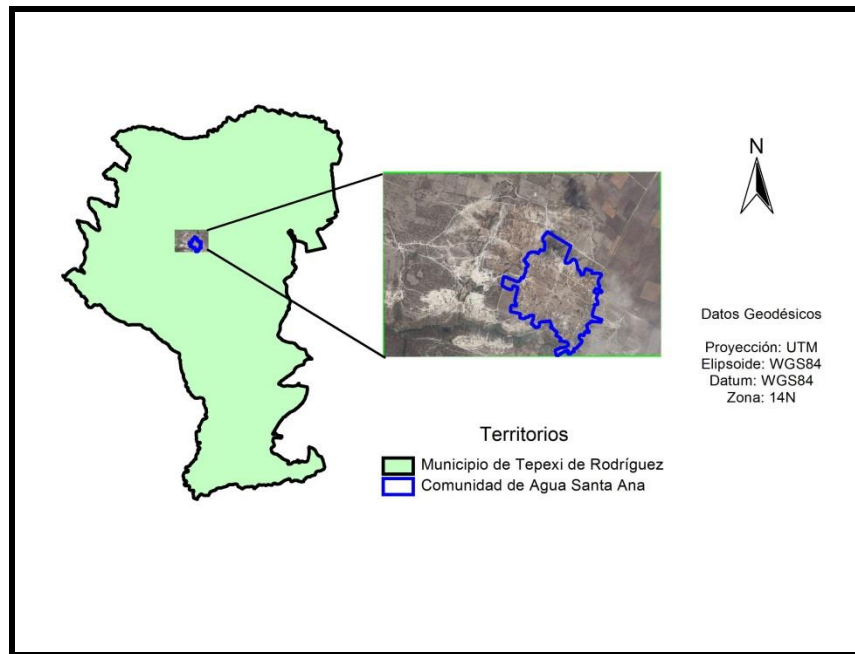 N
Datos Geodésicos
Proyección: UTM
Elipsoide: WGS84
Datum: WGS84
Zona: 14N
Territorios
Municipio de Tepexi de Rodríguez
Comunidad de Agua Santa Ana